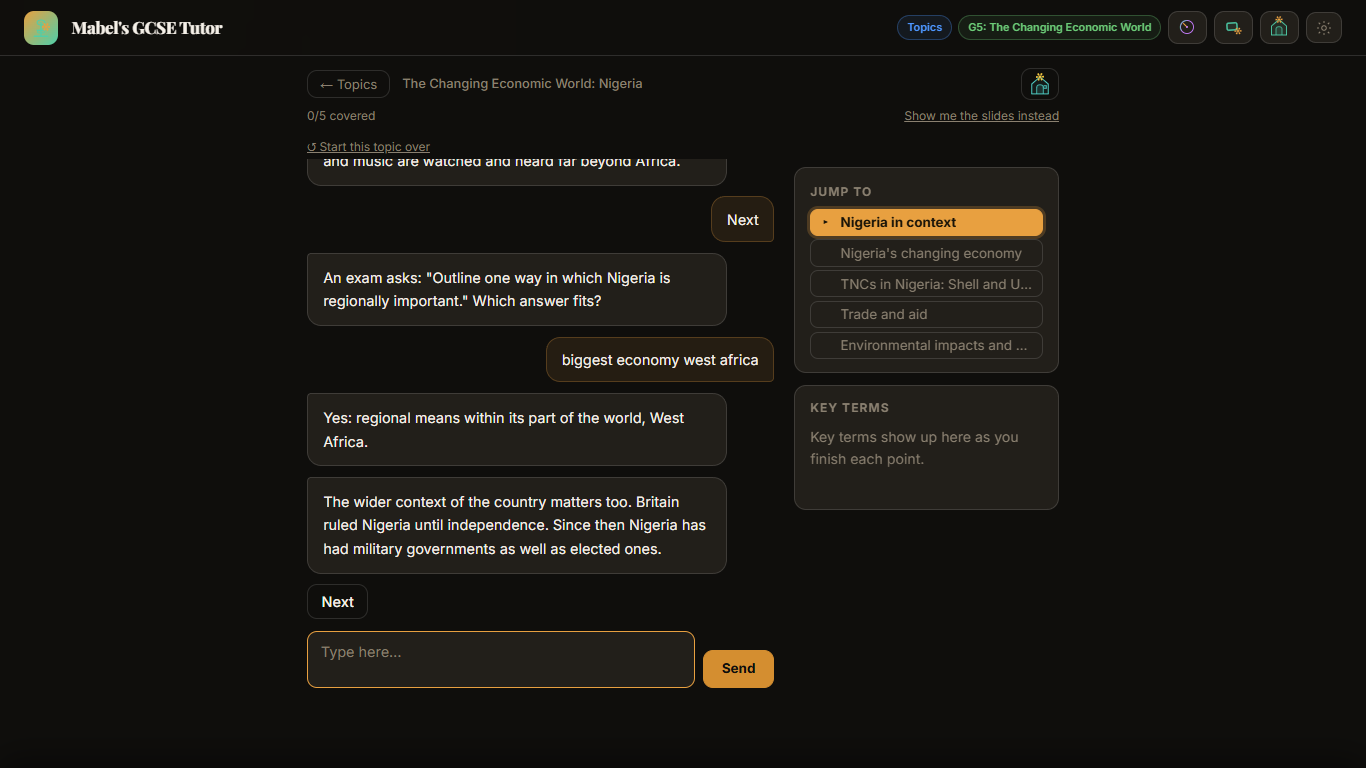 Mabel's GCSE Tutor
Topics
G5: The Changing Economic World
← Topics
The Changing Economic World: Nigeria
0/5 covered
Show me the slides instead
↺ Start this topic over
and music are watched and heard far beyond Africa.
Next
An exam asks: "Outline one way in which Nigeria is
regionally important." Which answer fits?
biggest economy west africa
Yes: regional means within its part of the world, West
Africa.
The wider context of the country matters too. Britain
ruled Nigeria until independence. Since then Nigeria has
had military governments as well as elected ones.
Next
Type here...
Send
JUMP TO
Nigeria in context
Nigeria's changing economy
TNCs in Nigeria: Shell and U...
Trade and aid
Environmental impacts and ...
KEY TERMS
Key terms show up here as you
finish each point.